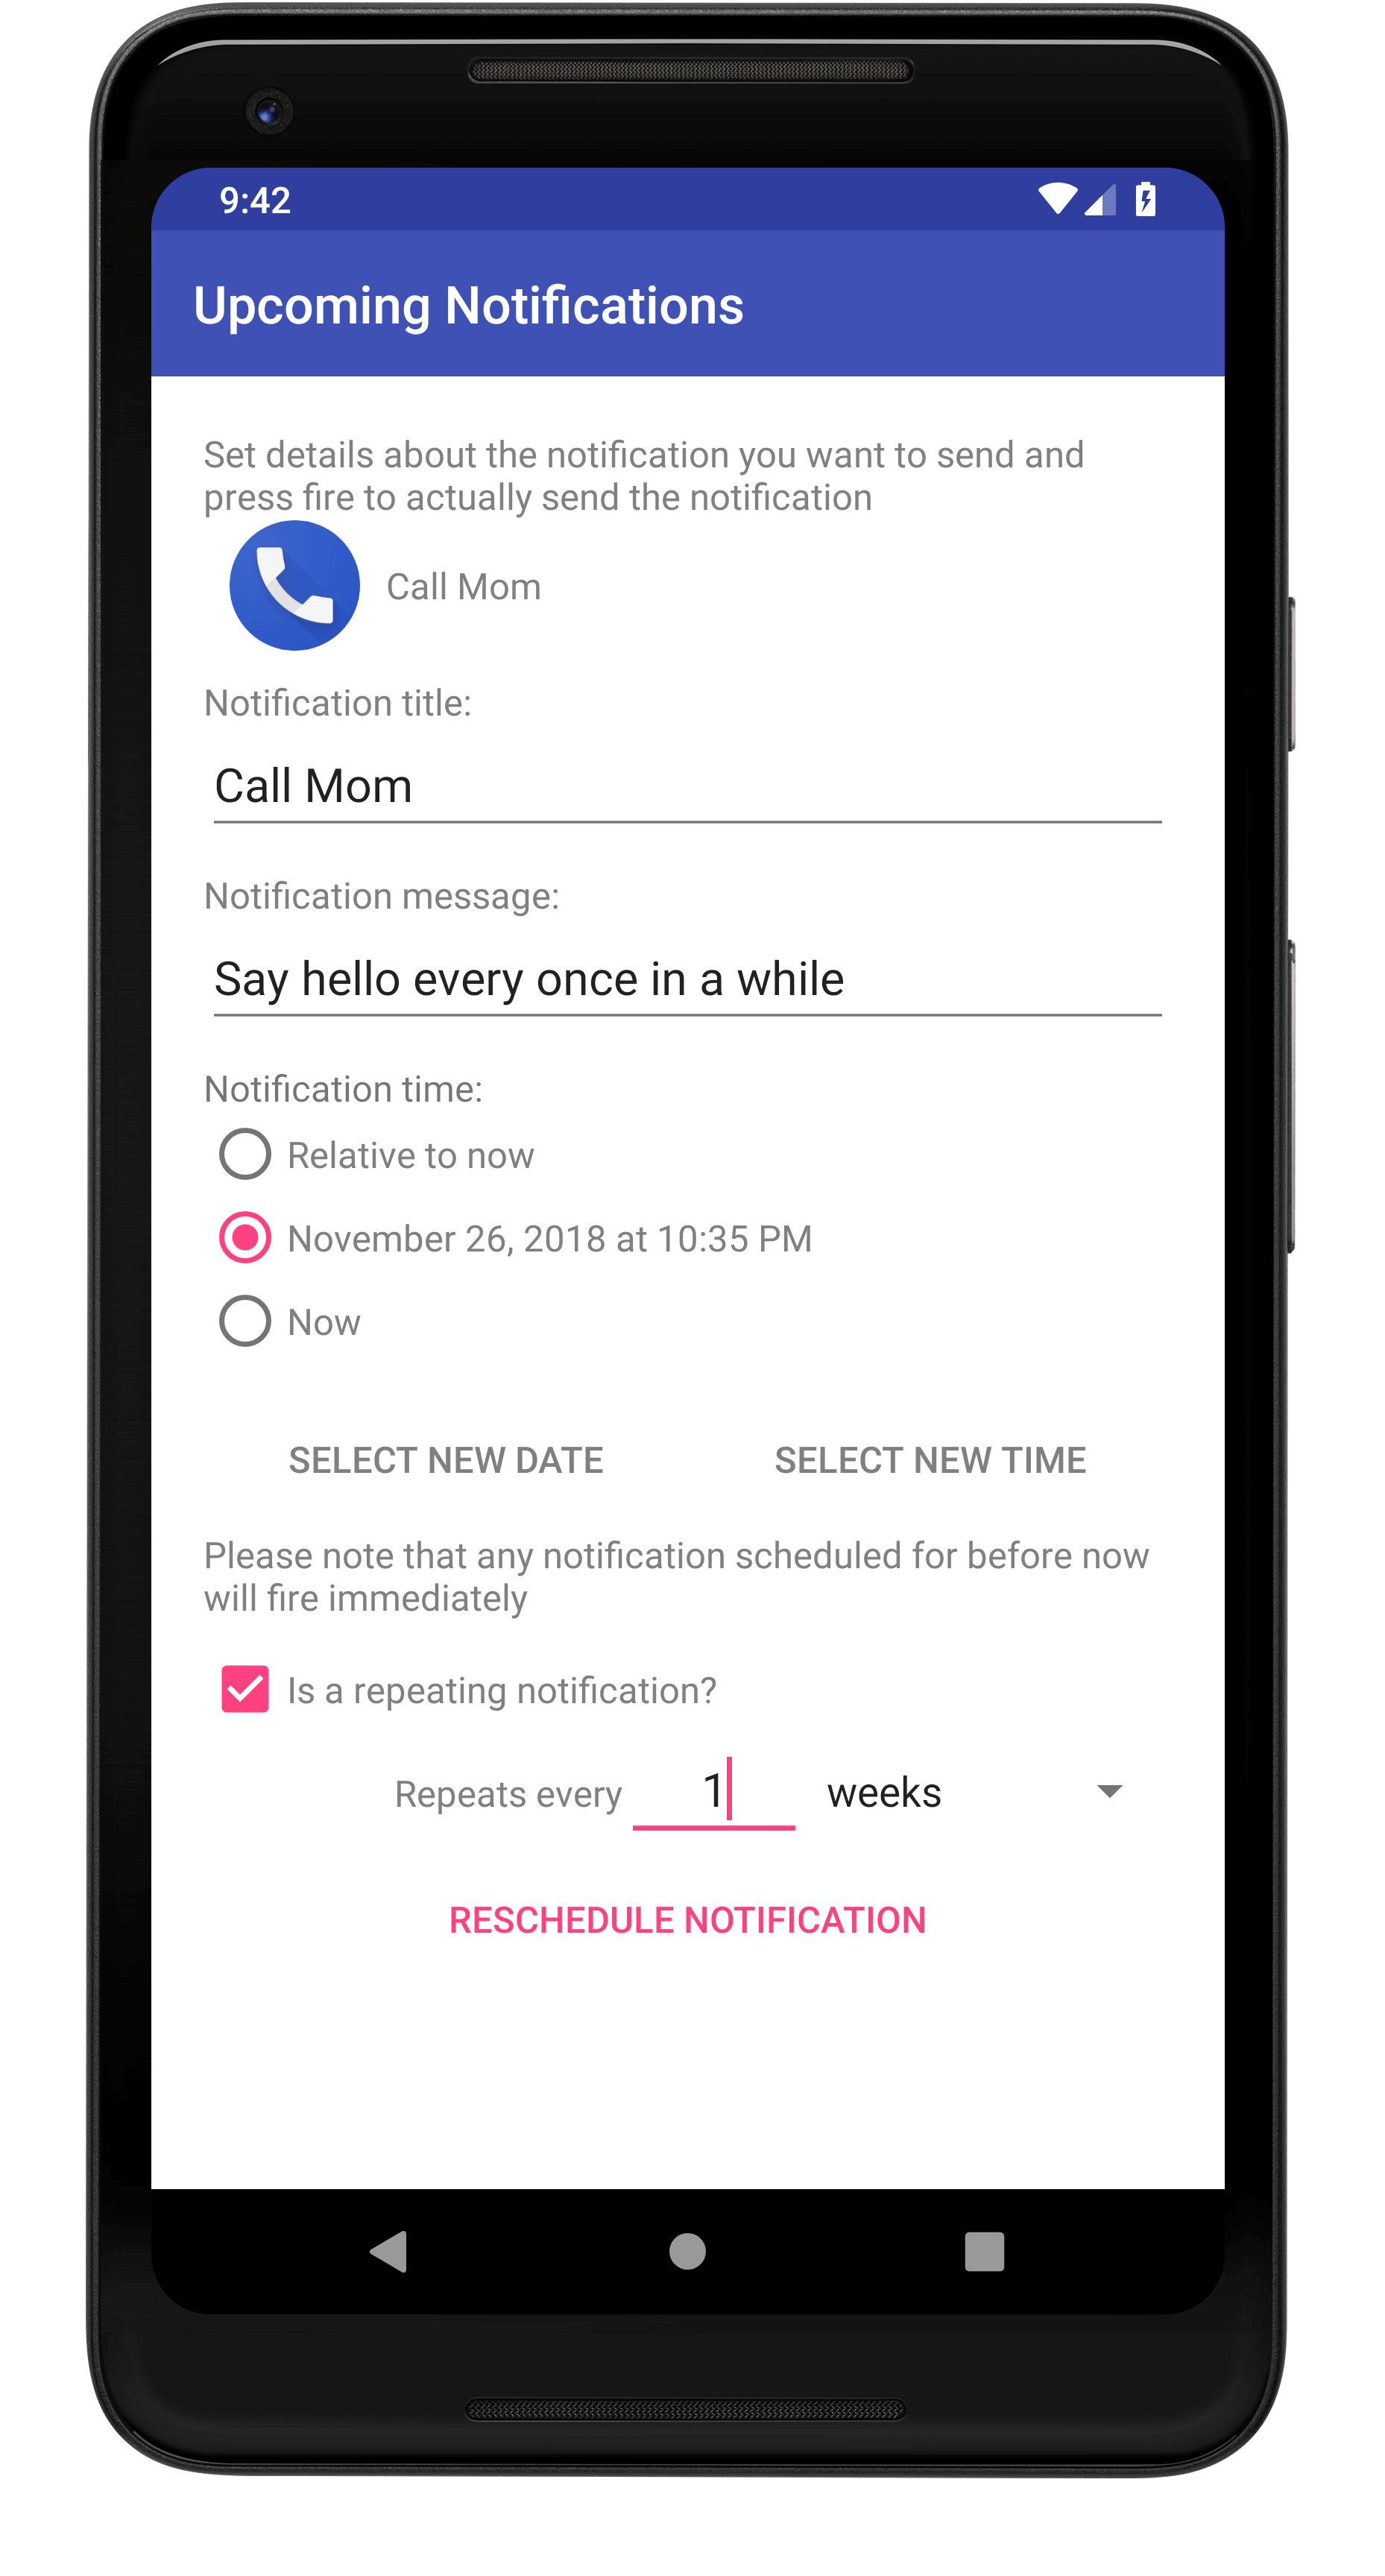 9:42
Upcoming Notifications
Set details about the notification you want to send and
press fire to actually send the notification
Call Mom
Notification title:
Call Mom
Notification message:
Say hello every once in a while
Notification time:
Relative to now
November 26, 2018 at 10:35 PM
Now
SELECT NEW DATE SELECT NEW TIME
Please note that any notification scheduled for before now
will fire immediately
Is a repeating notification?
Repeats every 1 weeks
RESCHEDULE NOTIFICATION